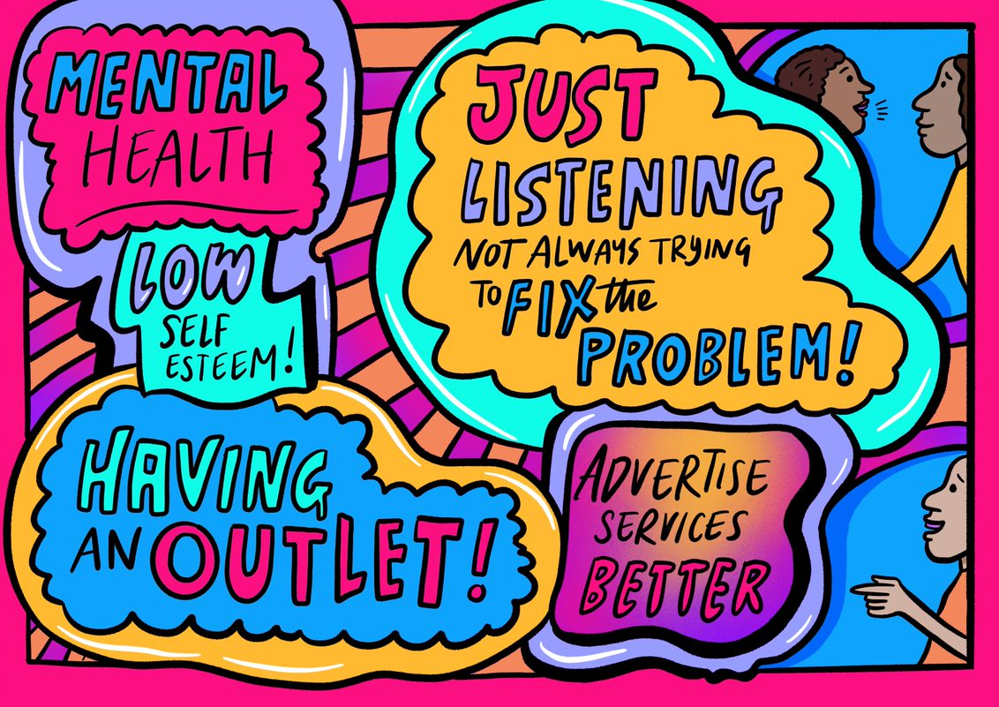 MENTAL
HEALTH
LOW
SELF
ESTEEM!
JUST
LISTENING
NOT ALWAYS TRYING
TO FIX the
PROBLEM!
HAVING
AN OUTLET!
ADVERTISE
SERVICES
BETTER